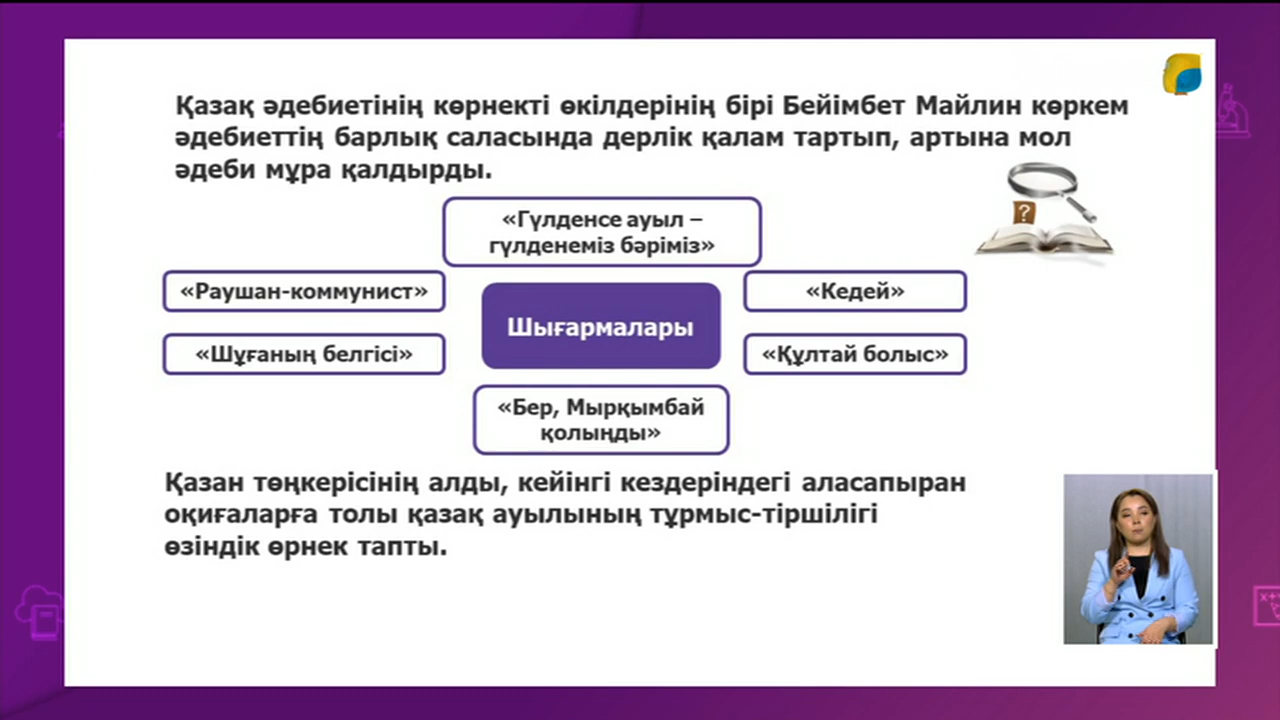 Қазақ әдебиетінің көрнекті өкілдерінің бірі Бейімбет Майлин көркем
әдебиеттің барлық саласында дерлік қалам тартып, артына мол
әдеби мұра қалдырды.
?
«Гүлденсе ауыл –
гүлденеміз бәріміз»
«Раушан-коммунист»
«Кедей»
Шығармалары
«Шұғаның белгісі»
«Құлтай болыс»
«Бер, Мырқымбай
қолыңды»
Қазан төңкерісінің алды, кейінгі кездеріндегі аласапыран
оқиғаларға толы қазақ ауылының тұрмыс-тіршілігі
өзіндік өрнек тапты.